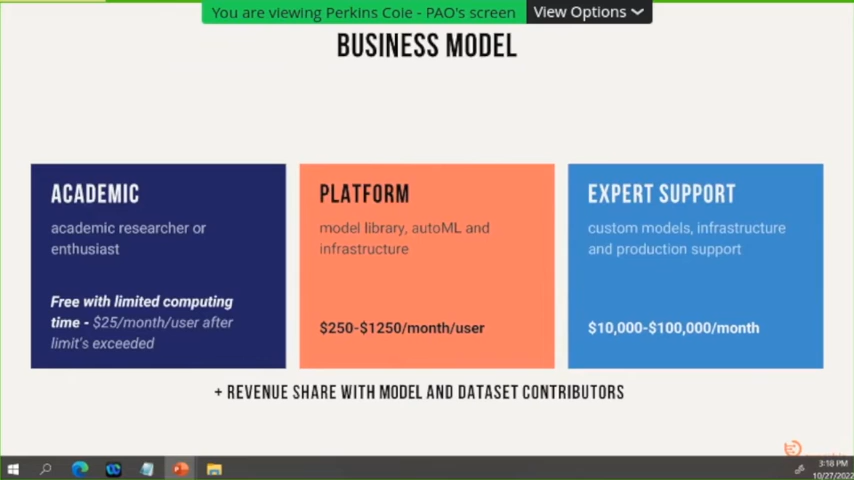 You are viewing Perkins Coie - PAO's screen
View Options
BUSINESS MODEL
ACADEMIC
academic researcher or
enthusiast
Free with limited computing
time - $25/month/user after
limit's exceeded
PLATFORM
model library, autoML and
infrastructure
$250-$1250/month/user
EXPERT SUPPORT
custom models, infrastructure
and production support
$10,000-$100,000/month
+ REVENUE SHARE WITH MODEL AND DATASET CONTRIBUTORS
3:18 PM
10/27/2022